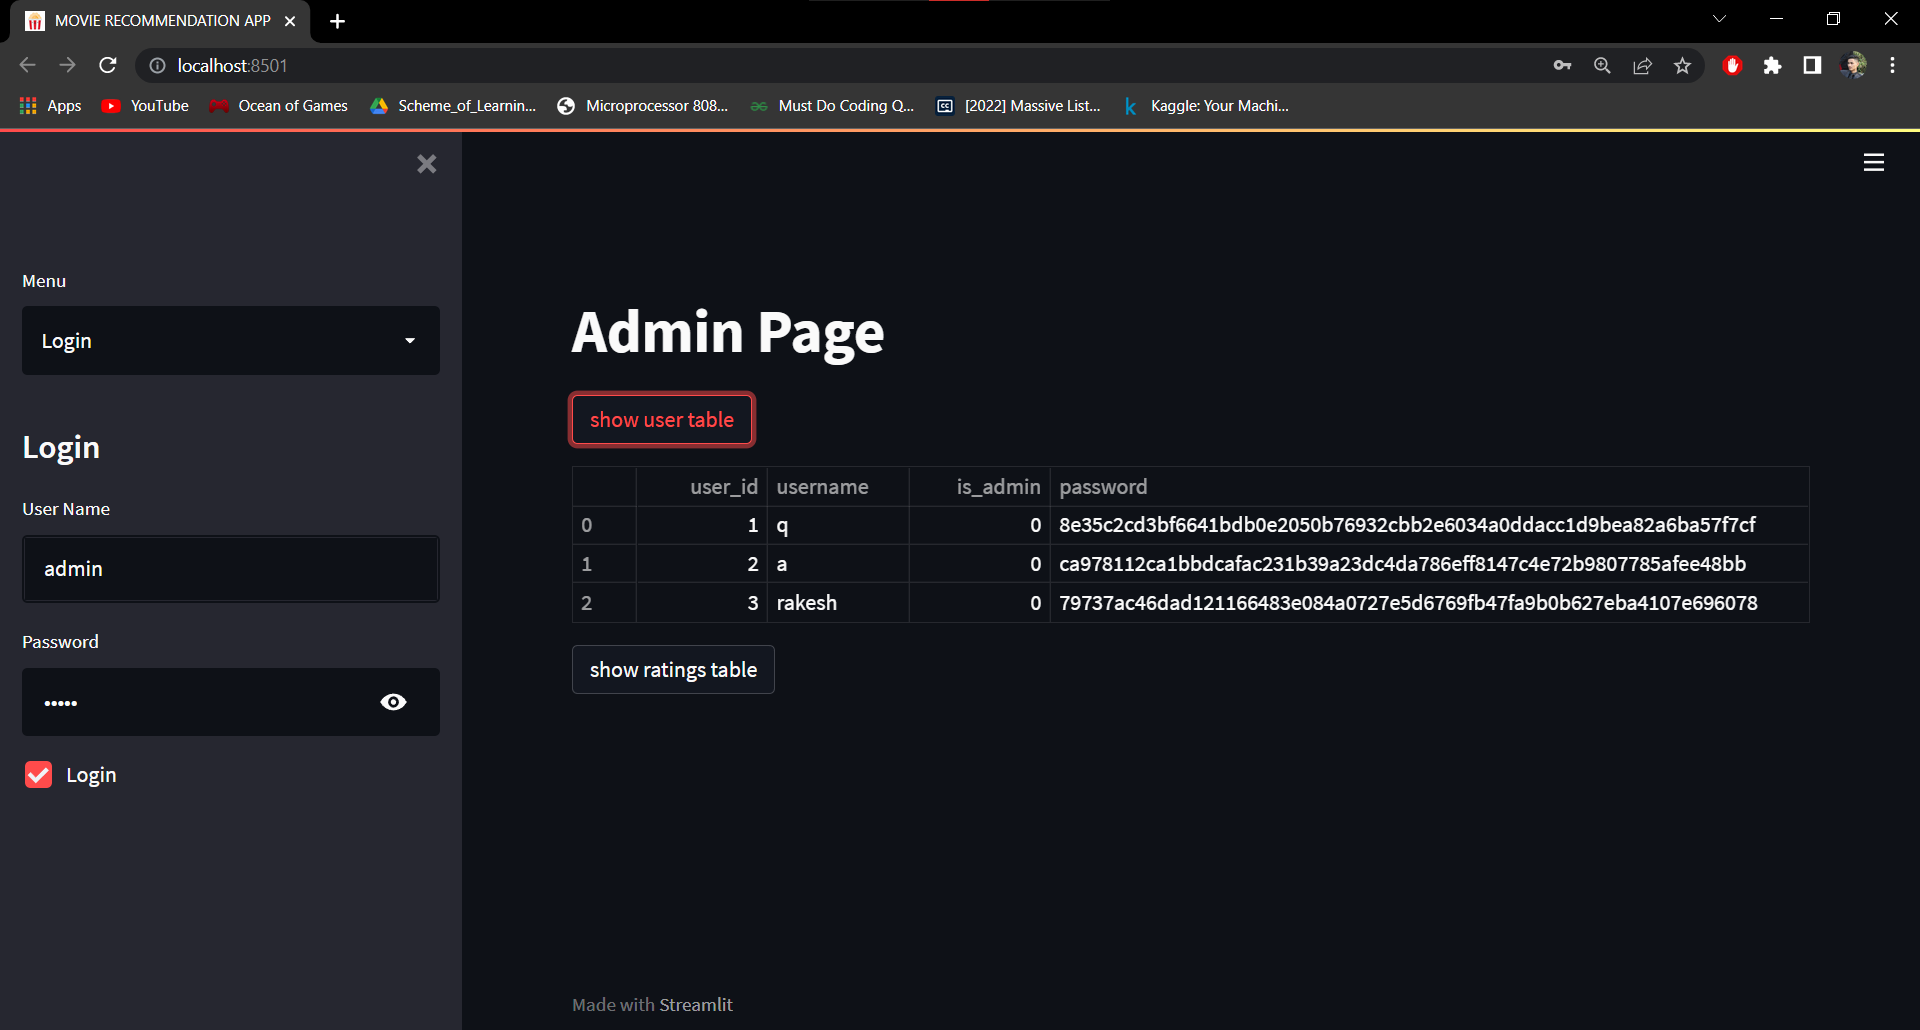 MOVIE RECOMMENDATION APP
localhost:8501
Apps YouTube Ocean of Games Scheme_of_Learnin... Microprocessor 808... Must Do Coding Q... [2022] Massive List... Kaggle: Your Machi...
Menu
Login
Login
User Name
admin
Password
•••••
Login
Admin Page
show user table
user_id username is_admin password
0 1 q 0 8e35c2cd3bf6641bdb0e2050b76932cbb2e6034a0ddacc1d9bea82a6ba57f7cf
1 2 a 0 ca978112ca1bbdcafac231b39a23dc4da786eff8147c4e72b9807785afee48bb
2 3 rakesh 0 79737ac46dad121166483e084a0727e5d6769fb47fa9b0b627eba4107e696078
show ratings table
Made with Streamlit